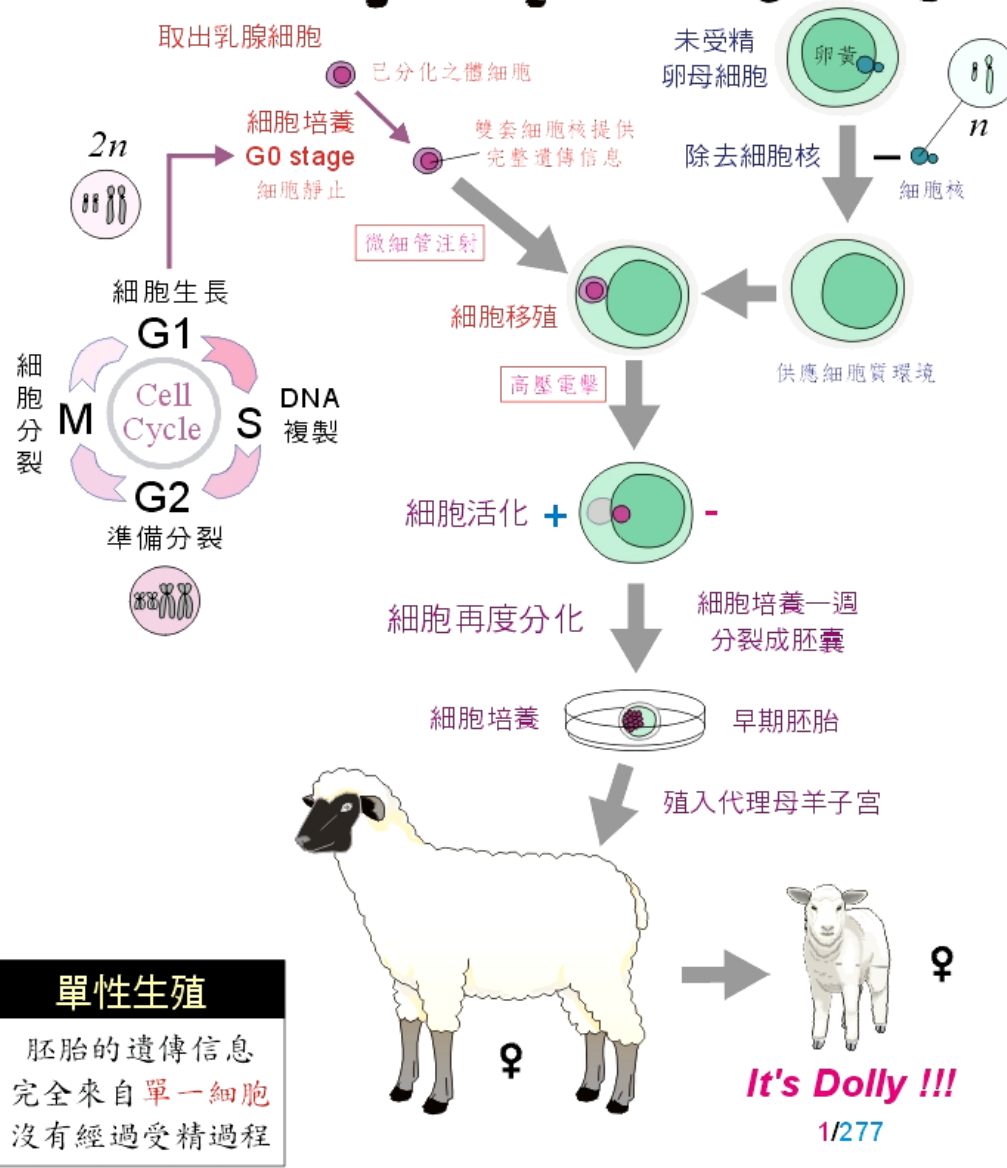 取出乳腺細胞
已分化之體細胞
細胞培養
G0 stage
細胞靜止
雙套細胞核提供
完整遺傳信息
2n
未受精
卵母細胞
卵黃
n
除去細胞核
細胞核
微細管注射
細胞移殖
供應細胞質環境
高壓電擊
細胞生長
G1
細胞分裂
M
Cell
Cycle
S
DNA
複製
G2
準備分裂
細胞活化
+
-
細胞再度分化
細胞培養一週
分裂成胚囊
細胞培養
早期胚胎
殖入代理母羊子宮
♀
♀
It's Dolly !!!
1/277
單性生殖
胚胎的遺傳信息
完全來自單一細胞
沒有經過受精過程